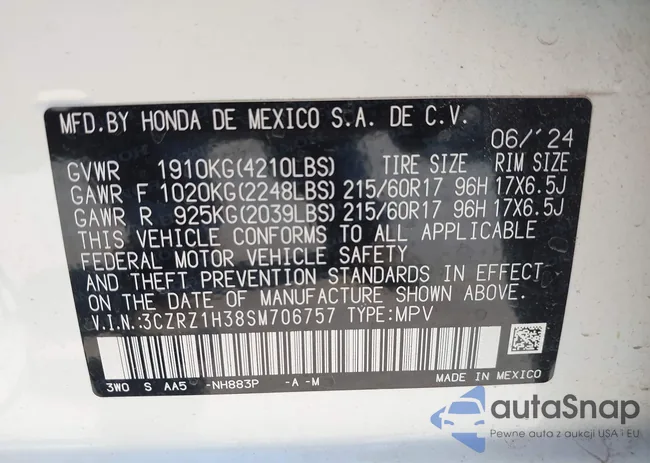 MFD.BY HONDA DE MEXICO S.A. DE C.V.
06/'24
GVWR 1910KG(4210LBS) TIRE SIZE RIM SIZE
GAWR F 1020KG(2248LBS) 215/60R17 96H 17X6.5J
GAWR R 925KG(2039LBS) 215/60R17 96H 17X6.5J
THIS VEHICLE CONFORMS TO ALL APPLICABLE
FEDERAL MOTOR VEHICLE SAFETY
AND THEFT PREVENTION STANDARDS IN EFFECT
ON THE DATE OF MANUFACTURE SHOWN ABOVE.
V.I.N.:3CZRZ1H38SM706757 TYPE:MPV
3W0 S AA5 -NH883P -A-M
MADE IN MEXICO
autaSnap
Pewne auta z aukcji USA i EU